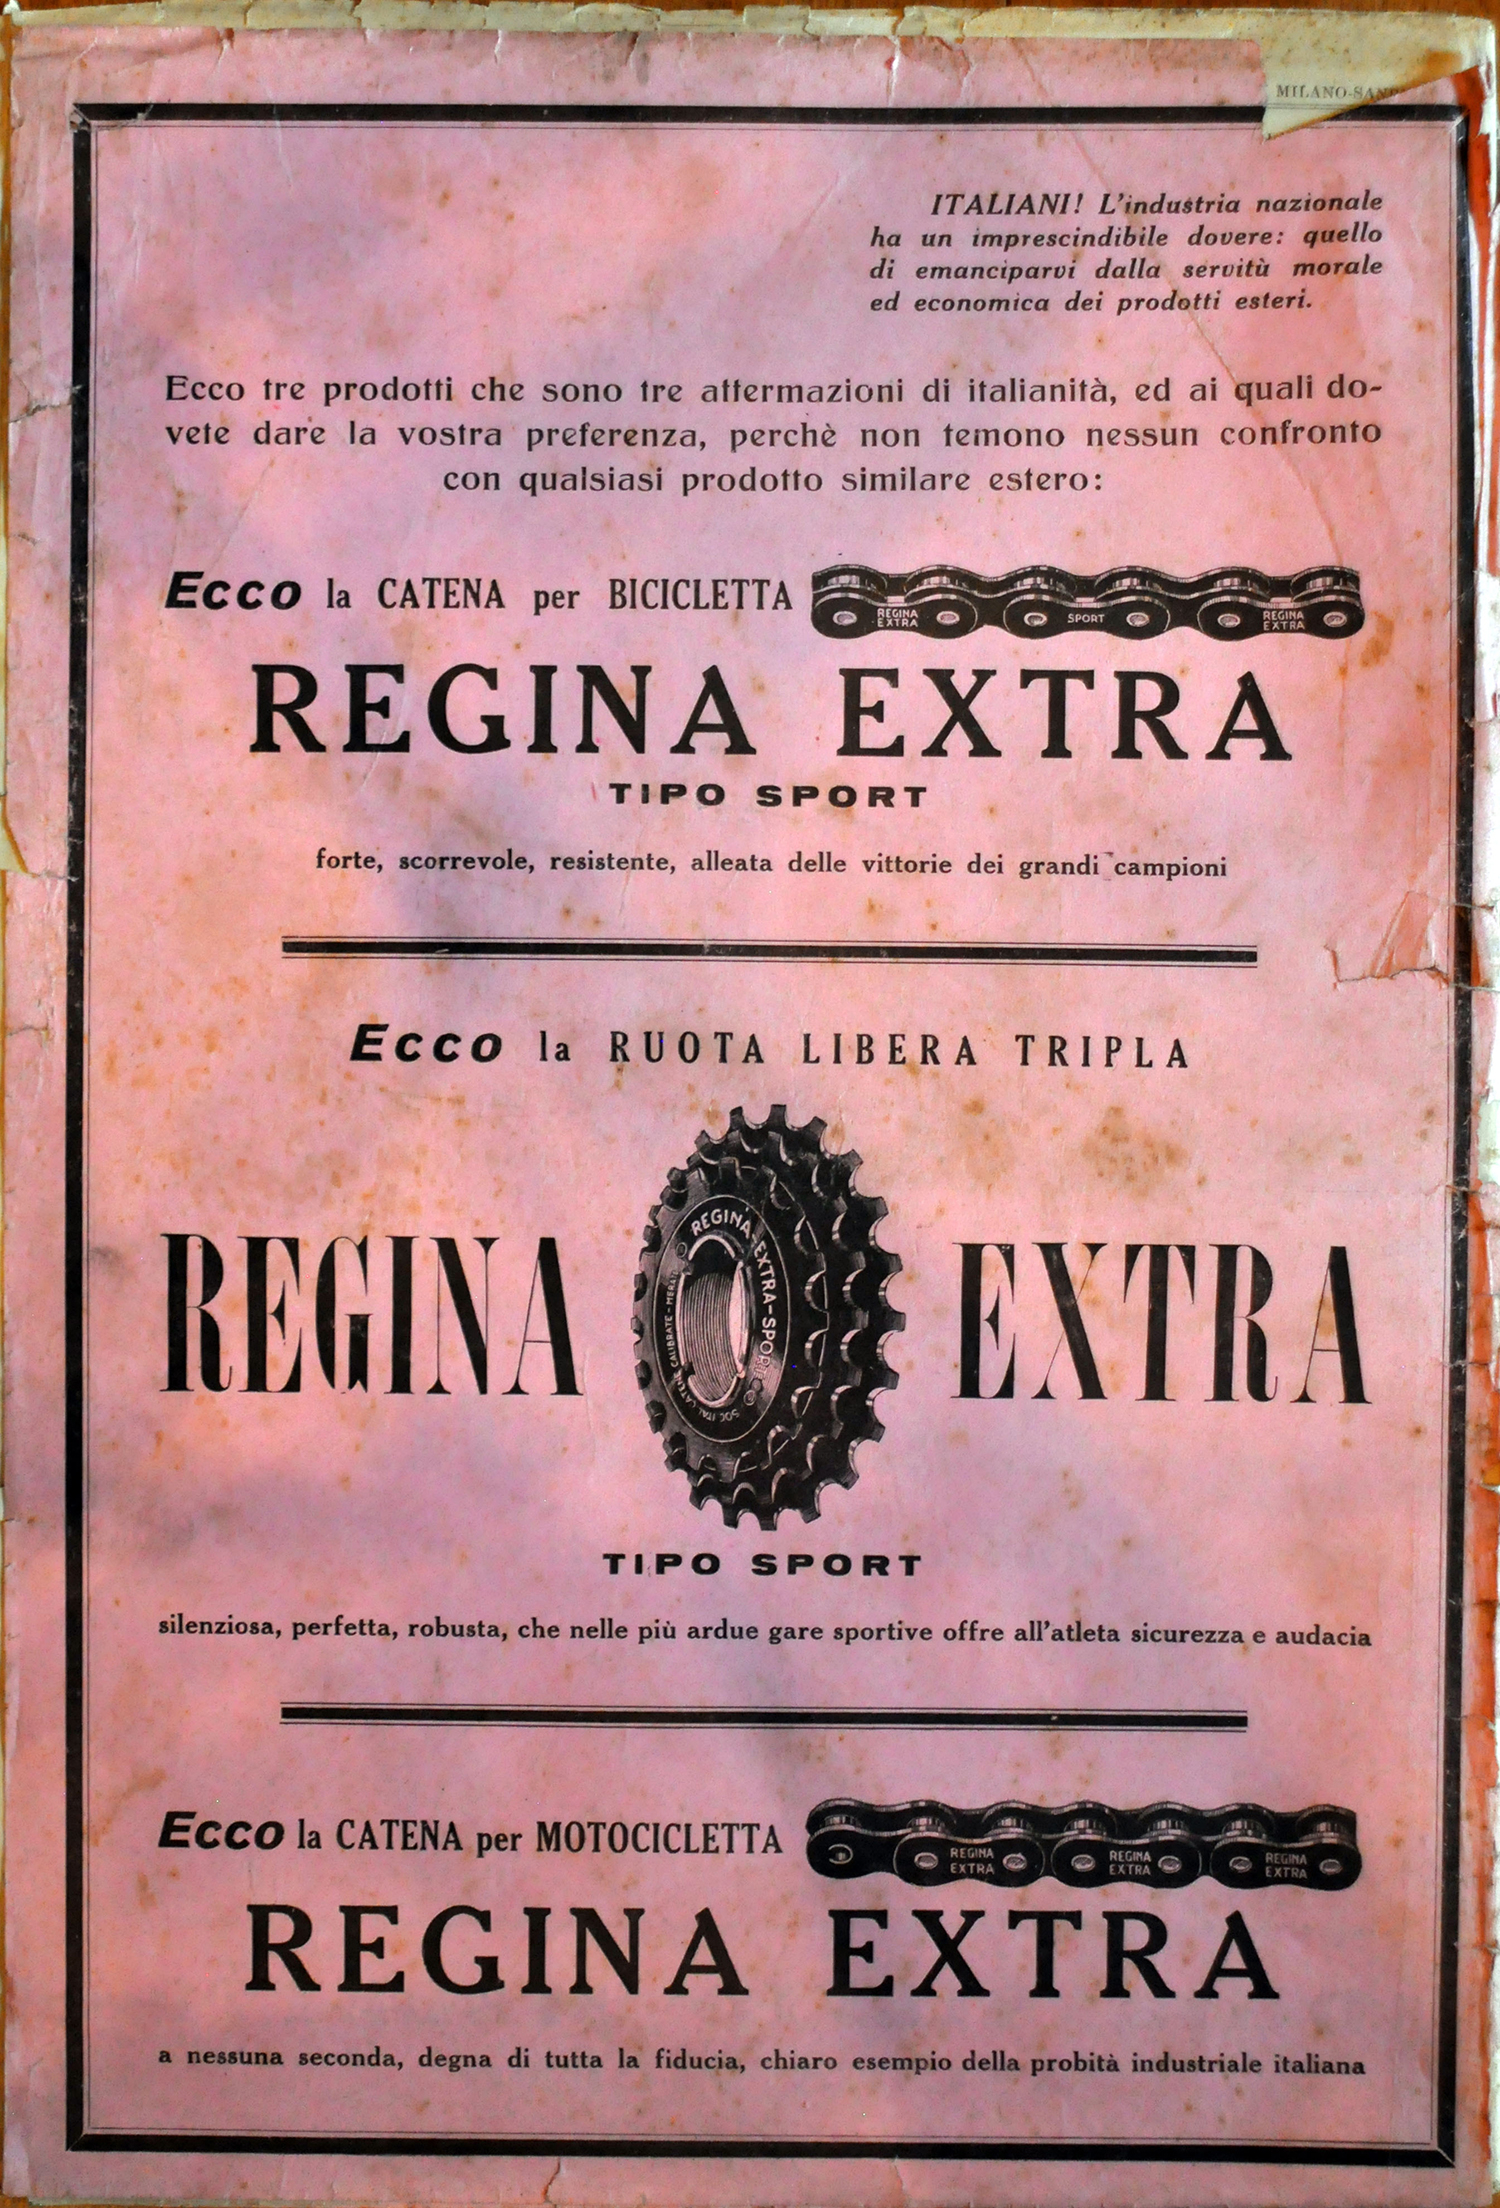 MILANO-SAN
ITALIANI! L'industria nazionale
ha un imprescindibile dovere: quello
di emanciparvi dalla servitù morale
ed economica dei prodotti esteri.
Ecco tre prodotti che sono tre affermazioni di italianità, ed ai quali do-
vete dare la vostra preferenza, perchè non temono nessun confronto
con qualsiasi prodotto similare estero:
Ecco la CATENA per BICICLETTA
REGINA EXTRA
SPORT
REGINA EXTRA
REGINA EXTRA
TIPO SPORT
forte, scorrevole, resistente, alleata delle vittorie dei grandi campioni
Ecco la RUOTA LIBERA TRIPLA
REGINA EXTRA
REGINA EXTRA-SPORT
SOC. ITAL. CATENE CALIBRATE-MERATE
TIPO SPORT
silenziosa, perfetta, robusta, che nelle più ardue gare sportive offre all'atleta sicurezza e audacia
Ecco la CATENA per MOTOCICLETTA
REGINA EXTRA
REGINA EXTRA
REGINA EXTRA
REGINA EXTRA
a nessuna seconda, degna di tutta la fiducia, chiaro esempio della probità industriale italiana